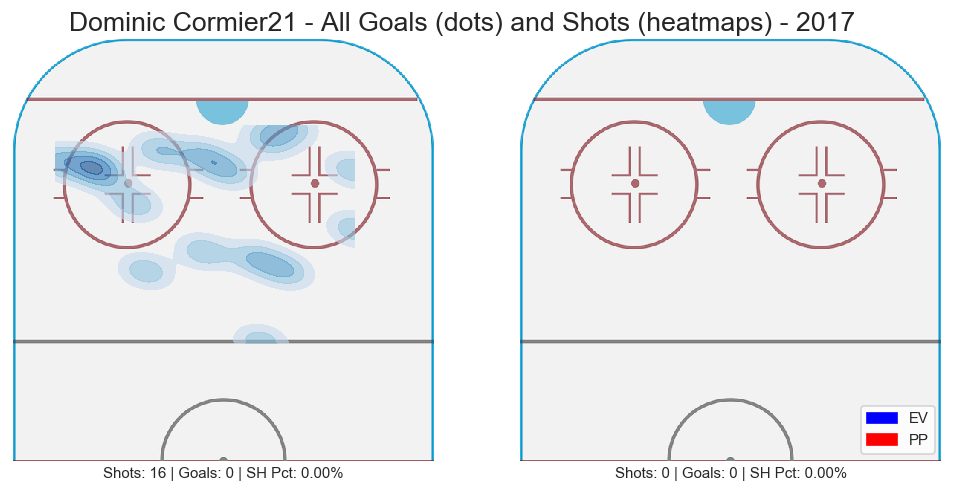 Dominic Cormier21 - All Goals (dots) and Shots (heatmaps) - 2017
EV
PP
Shots: 16 | Goals: 0 | SH Pct: 0.00%
Shots: 0 | Goals: 0 | SH Pct: 0.00%